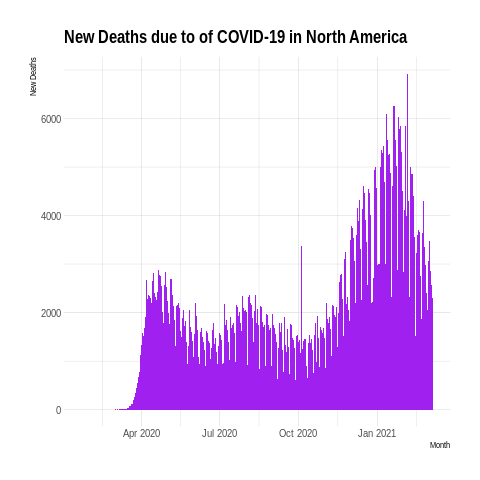 New Deaths due to of COVID-19 in North America
New Deaths
6000
4000
2000
0
Apr 2020
Jul 2020
Oct 2020
Jan 2021
Month